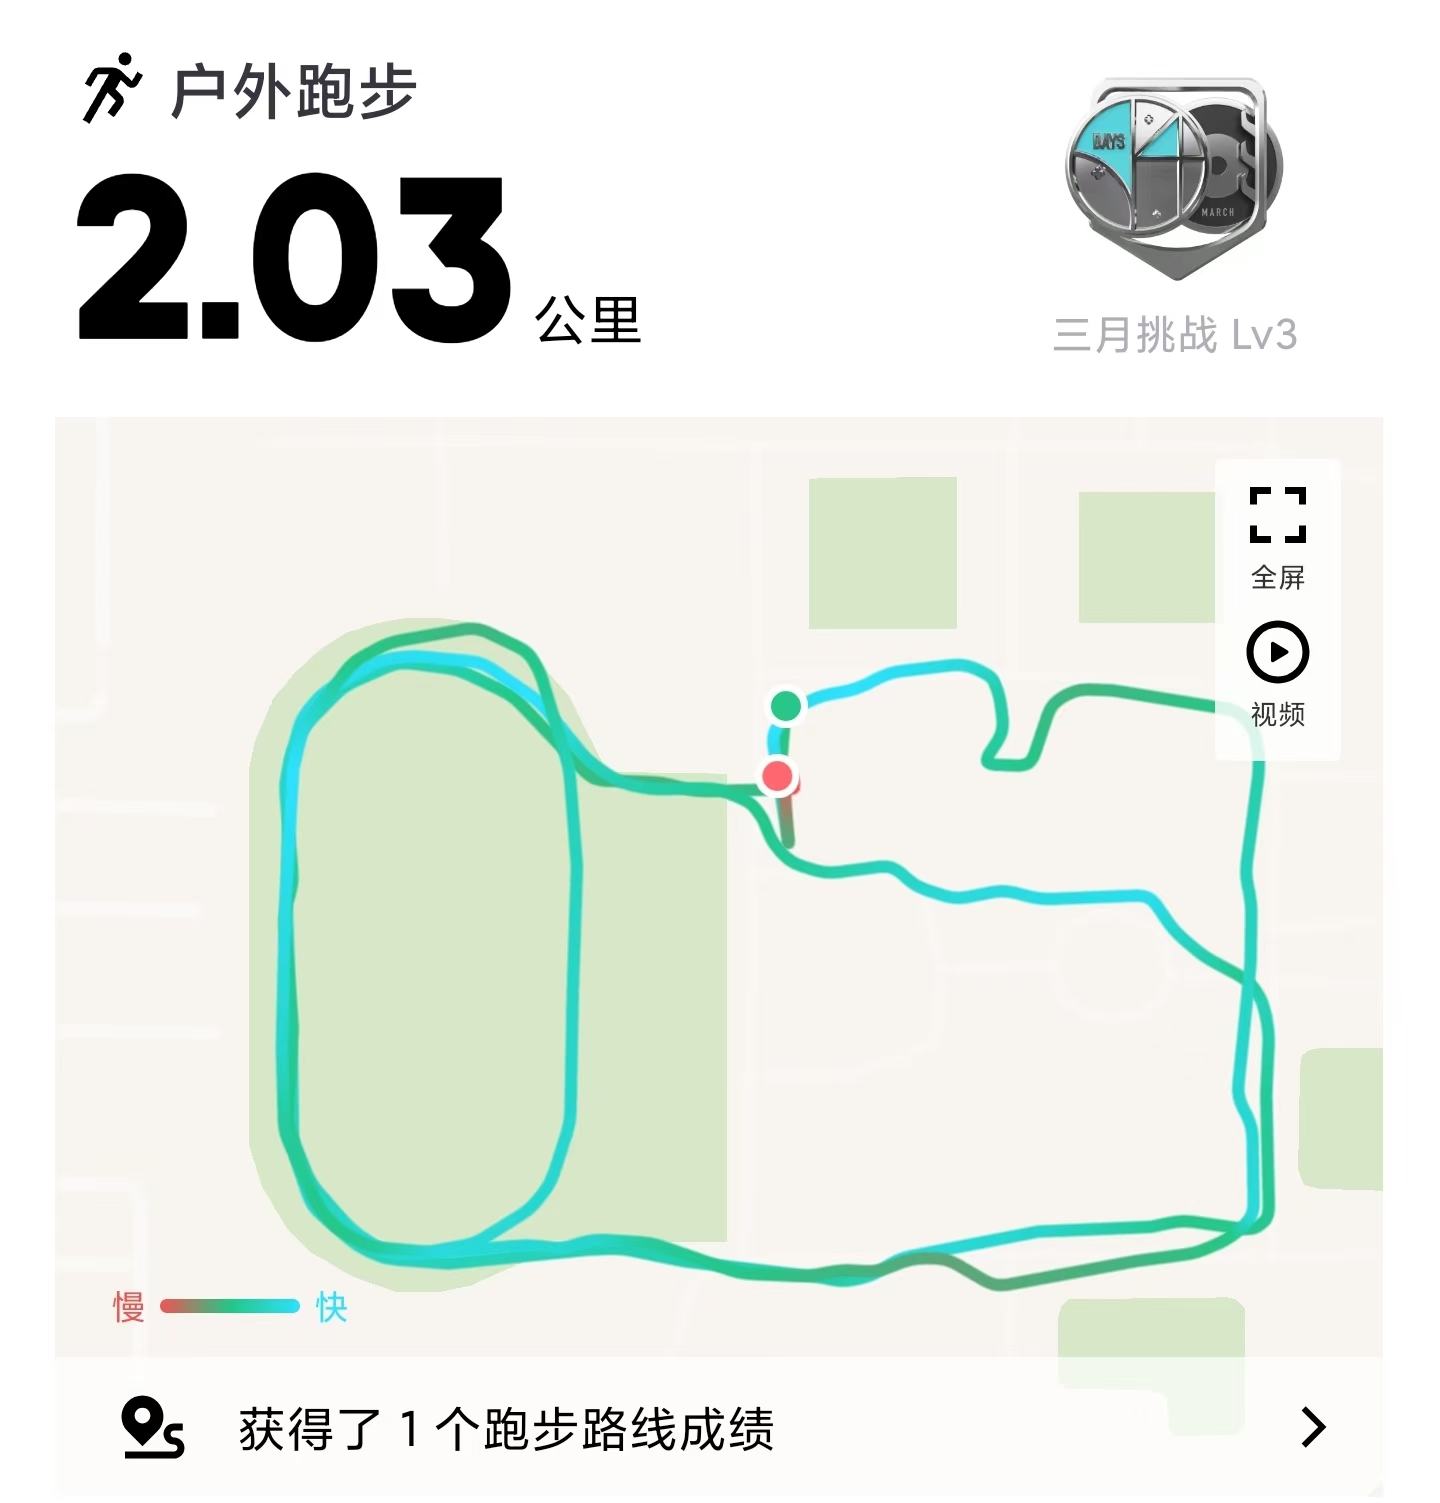 户外跑步
2.03 公里
DAYS
MARCH
三月挑战 Lv3
全屏
视频
慢 快
获得了 1 个跑步路线成绩